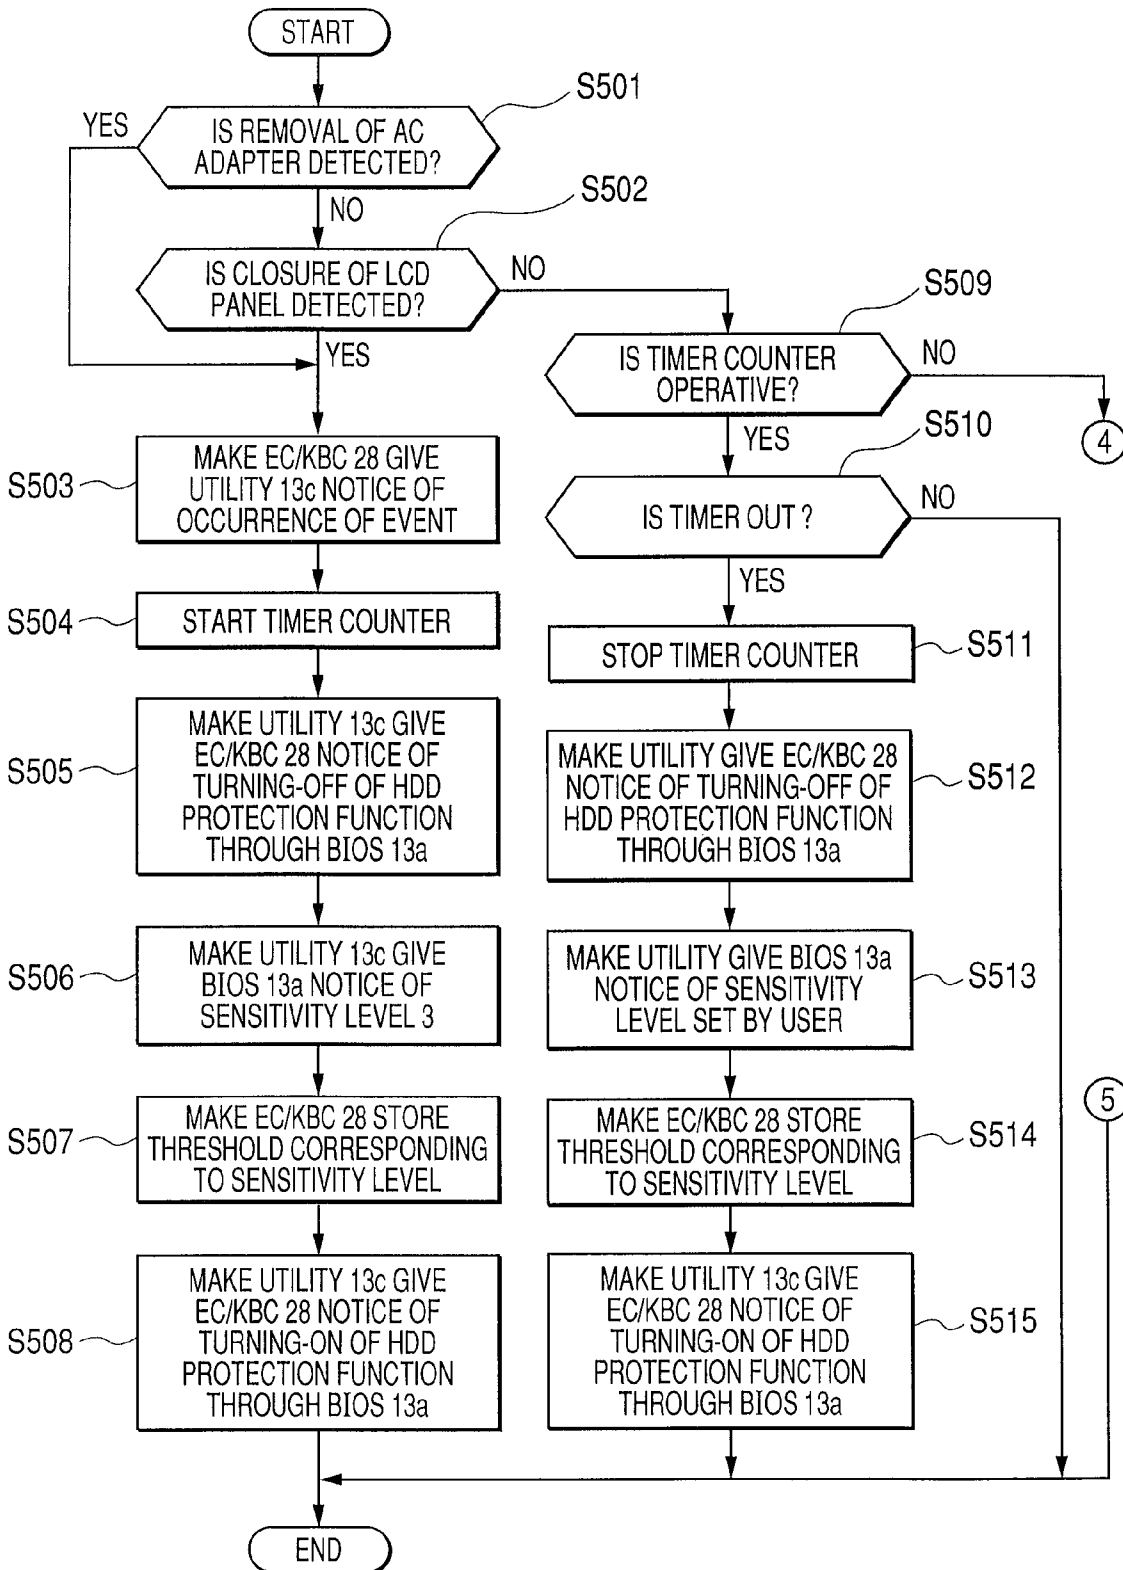 START
S501
YES
IS REMOVAL OF AC
ADAPTER DETECTED?
NO
S502
IS CLOSURE OF LCD
PANEL DETECTED?
NO
YES
S509
IS TIMER COUNTER
OPERATIVE?
NO
4
YES
S510
IS TIMER OUT ?
NO
YES
S503
MAKE EC/KBC 28 GIVE
UTILITY 13c NOTICE OF
OCCURRENCE OF EVENT
S504
START TIMER COUNTER
STOP TIMER COUNTER
S511
S505
MAKE UTILITY 13c GIVE
EC/KBC 28 NOTICE OF
TURNING-OFF OF HDD
PROTECTION FUNCTION
THROUGH BIOS 13a
MAKE UTILITY GIVE EC/KBC 28
NOTICE OF TURNING-OFF OF
HDD PROTECTION FUNCTION
THROUGH BIOS 13a
S512
S506
MAKE UTILITY 13c GIVE
BIOS 13a NOTICE OF
SENSITIVITY LEVEL 3
MAKE UTILITY GIVE BIOS 13a
NOTICE OF SENSITIVITY
LEVEL SET BY USER
S513
5
S507
MAKE EC/KBC 28 STORE
THRESHOLD CORRESPONDING
TO SENSITIVITY LEVEL
MAKE EC/KBC 28 STORE
THRESHOLD CORRESPONDING
TO SENSITIVITY LEVEL
S514
S508
MAKE UTILITY 13c GIVE
EC/KBC 28 NOTICE OF
TURNING-ON OF HDD
PROTECTION FUNCTION
THROUGH BIOS 13a
MAKE UTILITY 13c GIVE
EC/KBC 28 NOTICE OF
TURNING-ON OF HDD
PROTECTION FUNCTION
THROUGH BIOS 13a
S515
END